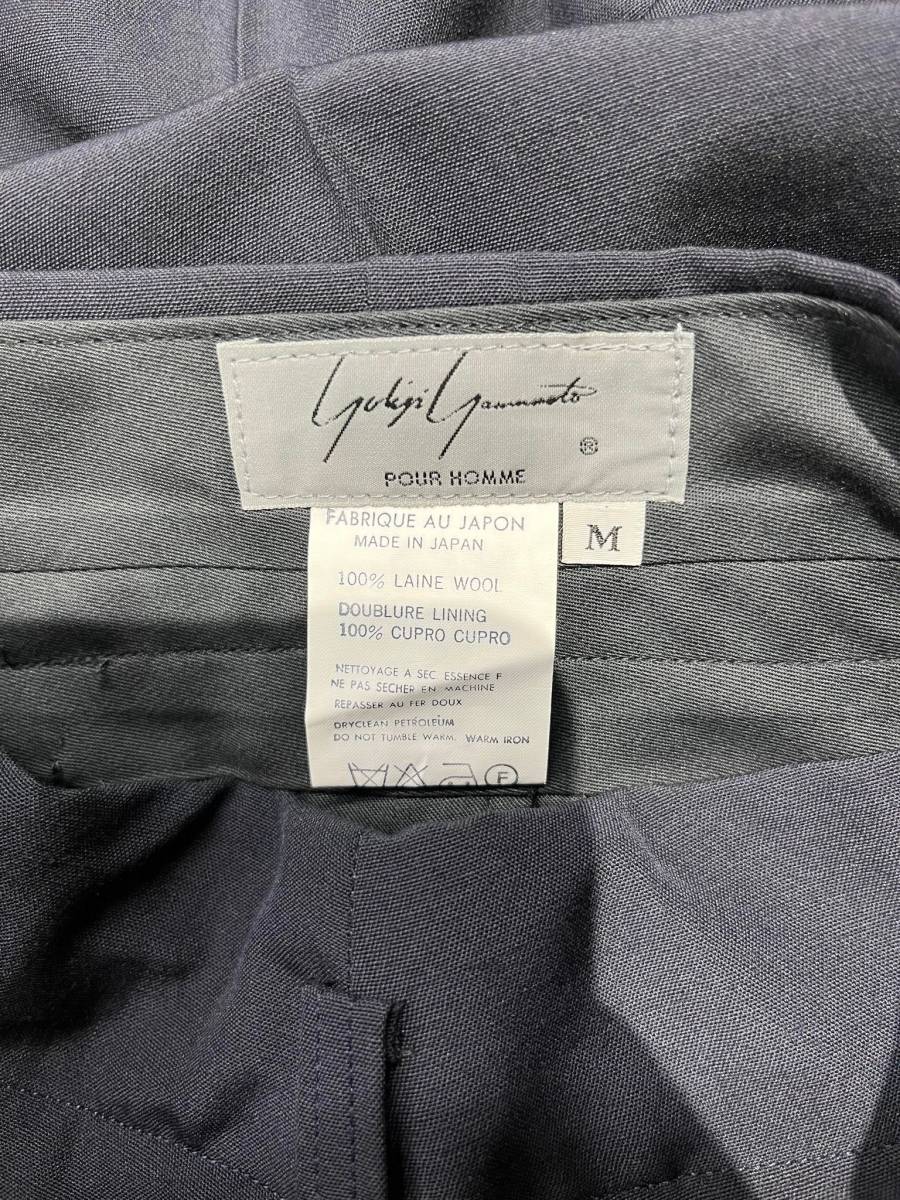 Yohji Yamamoto
®
POUR HOMME
M
FABRIQUE AU JAPON
MADE IN JAPAN
100% LAINE WOOL
DOUBLURE LINING
100% CUPRO CUPRO
NETTOYAGE A SEC ESSENCE F
NE PAS SECHER EN MACHINE
REPASSER AU FER DOUX
DRYCLEAN PETROLEUM
DO NOT TUMBLE WARM. WARM IRON
F